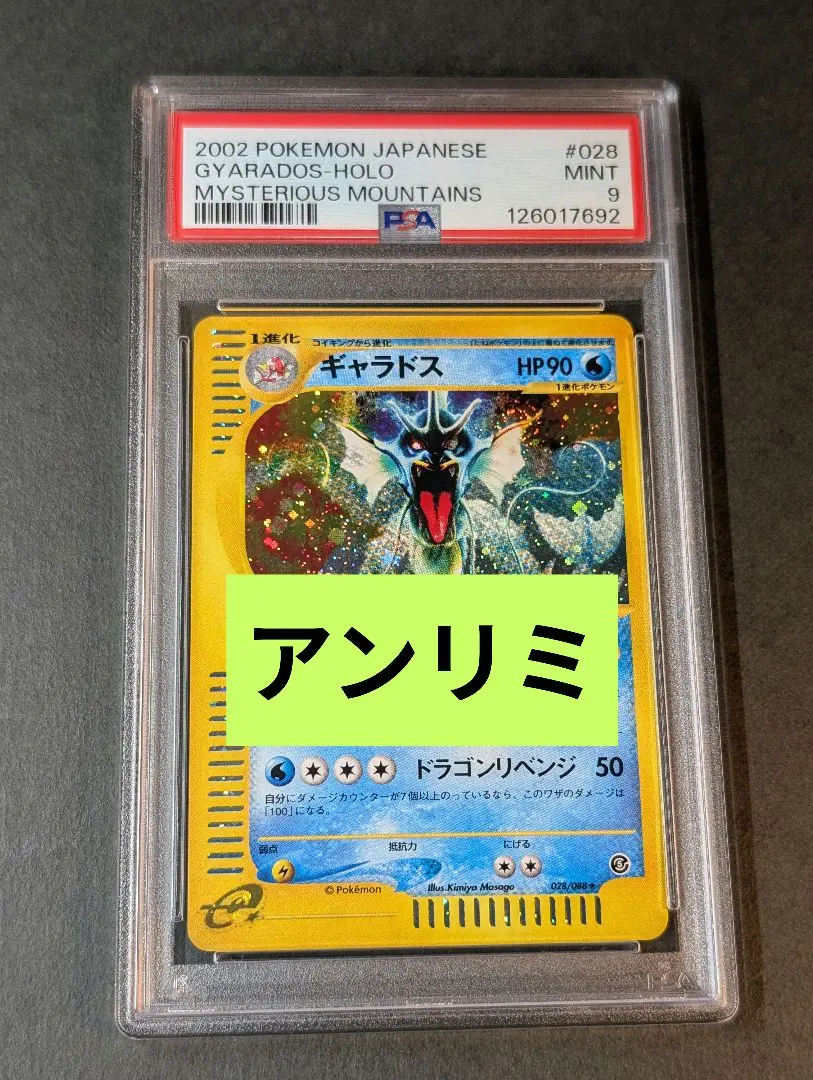 2002 POKEMON JAPANESE #028
GYARADOS-HOLO MINT
MYSTERIOUS MOUNTAINS 9
PSA 126017692
1進化 コイキングから進化
ギャラドス HP90
1進化ポケモン
アンリミ
ドラゴンリベンジ 50
自分にダメージカウンターが7個以上のっているなら、このワザのダメージは
「100」になる。
弱点 抵抗力 にげる
©Pokémon Illus.Kimiya Masago 028/088★